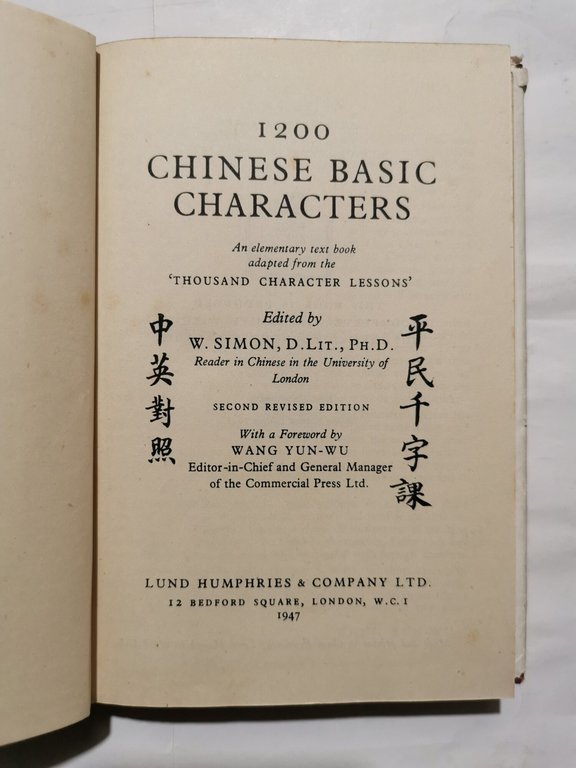 1200
CHINESE BASIC
CHARACTERS
An elementary text book
adapted from the
'THOUSAND CHARACTER LESSONS'
Edited by
W. SIMON, D.LIT., PH.D.
Reader in Chinese in the University of
London
SECOND REVISED EDITION
With a Foreword by
WANG YUN-WU
Editor-in-Chief and General Manager
of the Commercial Press Ltd.
平民千字課
中英對照
LUND HUMPHRIES & COMPANY LTD.
12 BEDFORD SQUARE, LONDON, W.C.1
1947